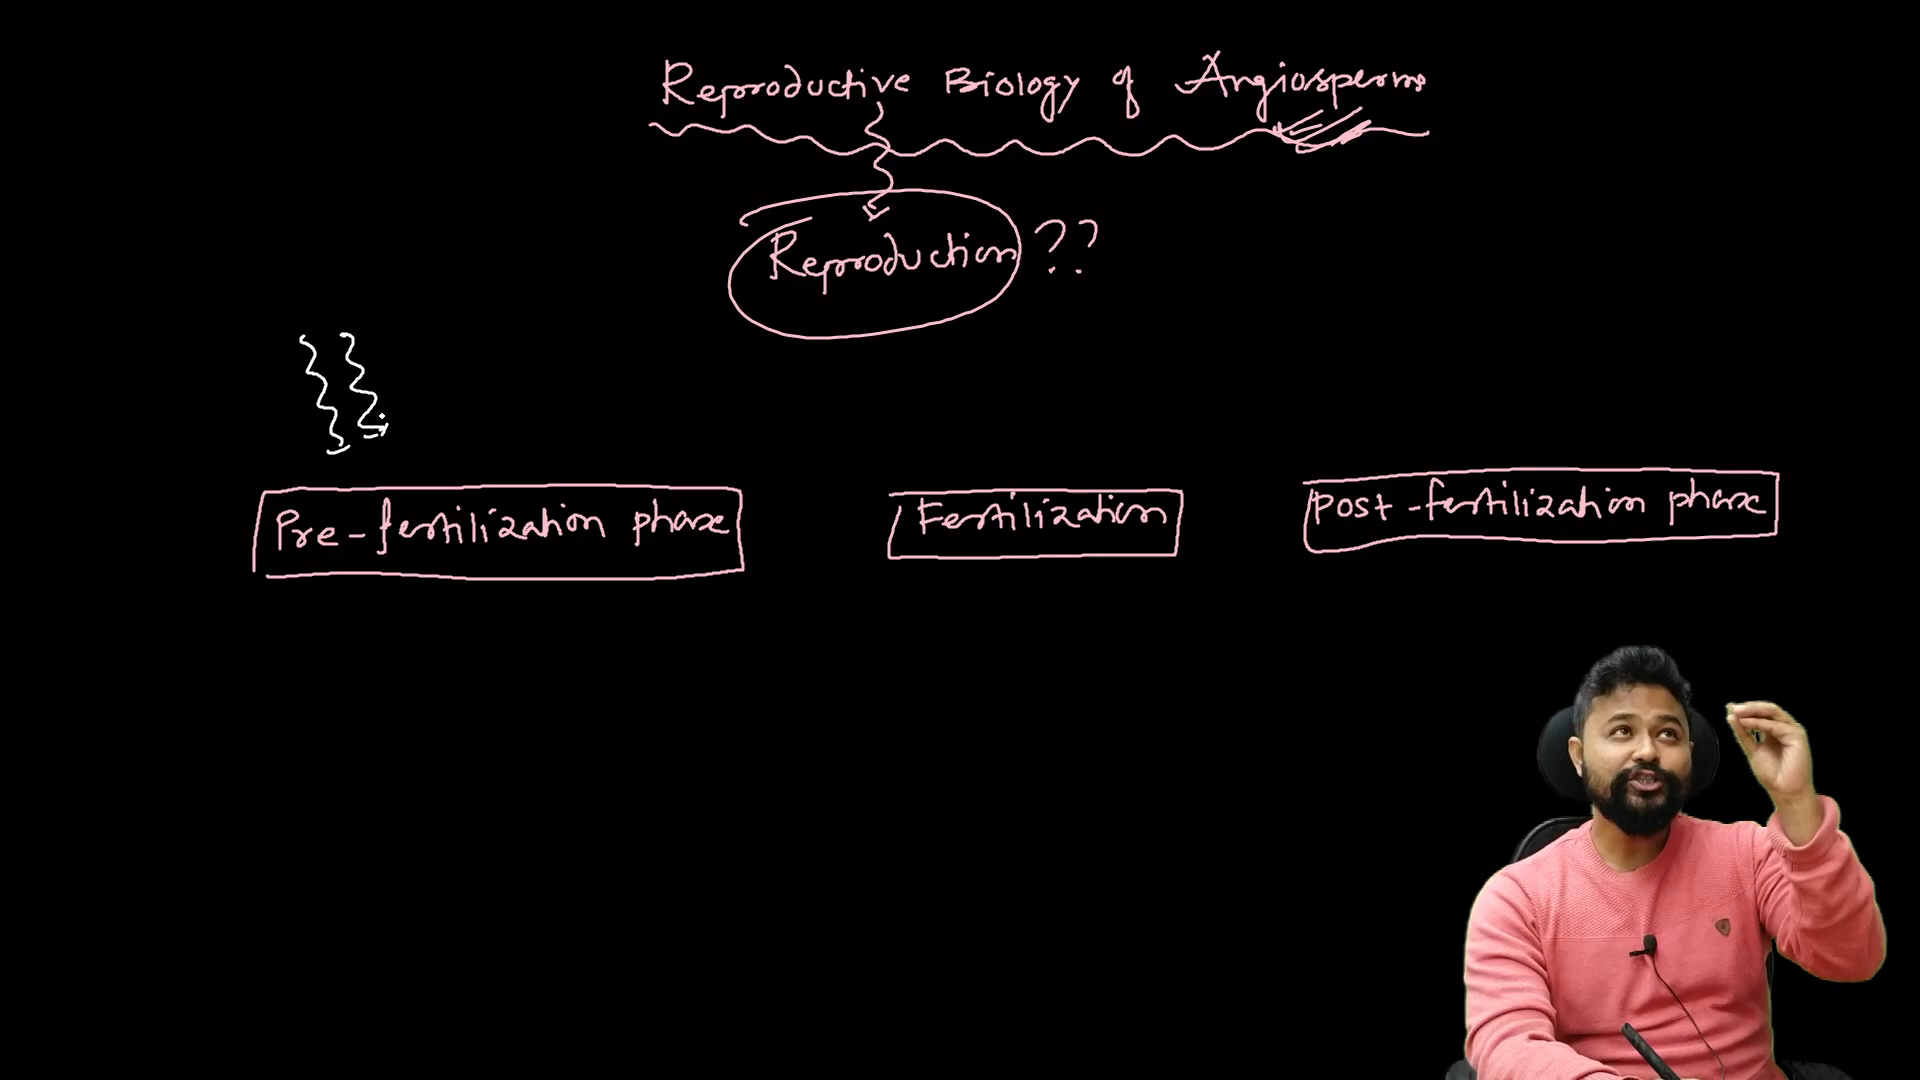 Reproductive Biology of Angiosperms
Reproduction ??
Pre-fertilization phase
Fertilization
Post-fertilization phase